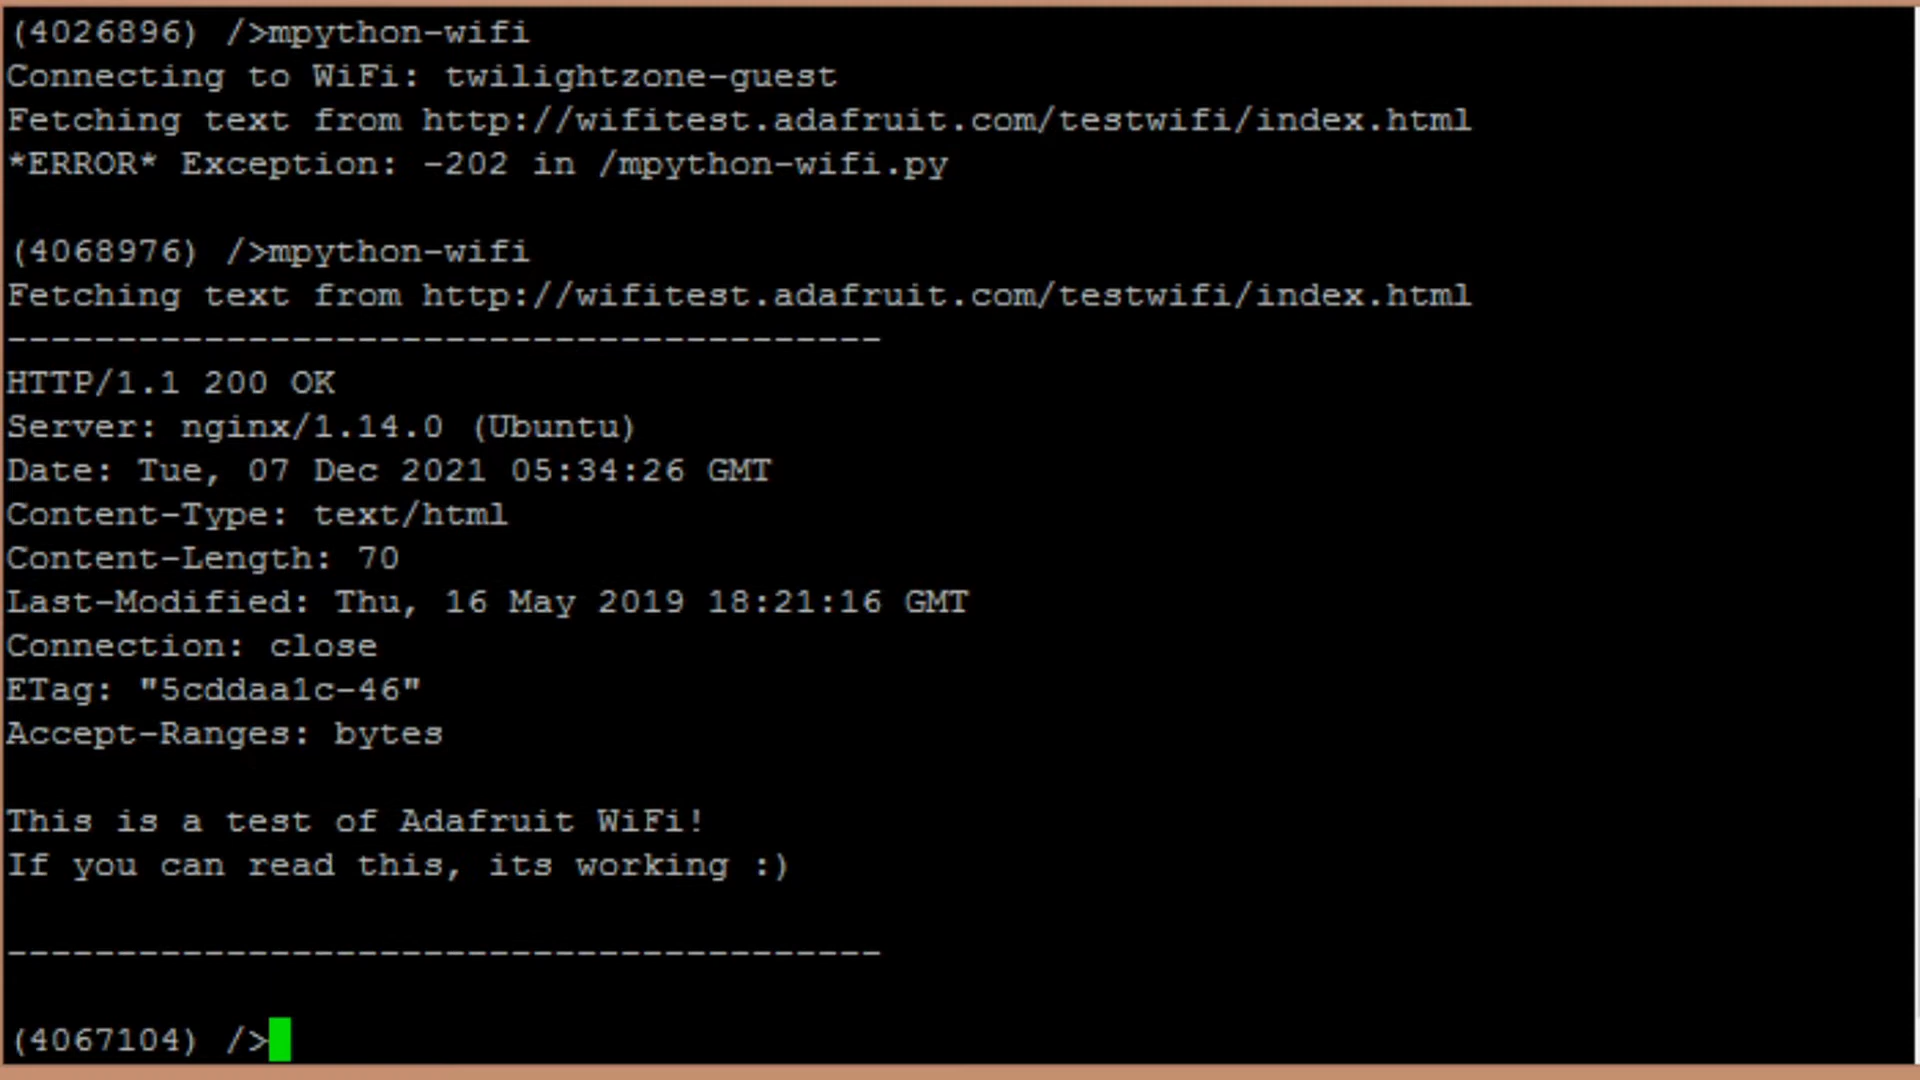 (4026896) />mpython-wifi
Connecting to WiFi: twilightzone-guest
Fetching text from http://wifitest.adafruit.com/testwifi/index.html
*ERROR* Exception: -202 in /mpython-wifi.py
(4068976) />mpython-wifi
Fetching text from http://wifitest.adafruit.com/testwifi/index.html
----------------------------------------
HTTP/1.1 200 OK
Server: nginx/1.14.0 (Ubuntu)
Date: Tue, 07 Dec 2021 05:34:26 GMT
Content-Type: text/html
Content-Length: 70
Last-Modified: Thu, 16 May 2019 18:21:16 GMT
Connection: close
ETag: "5cddaa1c-46"
Accept-Ranges: bytes
This is a test of Adafruit WiFi!
If you can read this, its working :)
----------------------------------------
(4067104) />